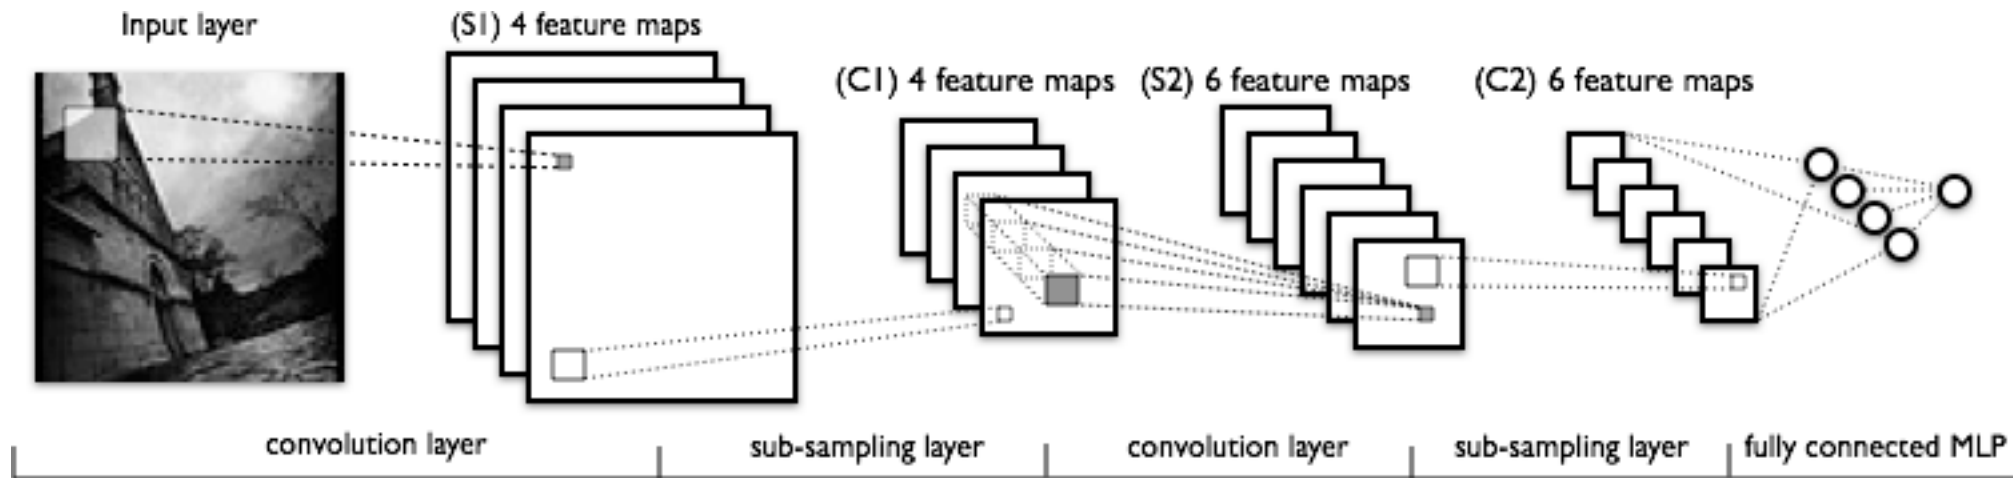 Input layer
(S1) 4 feature maps
(C1) 4 feature maps
(S2) 6 feature maps
(C2) 6 feature maps
convolution layer
sub-sampling layer
convolution layer
sub-sampling layer
fully connected MLP